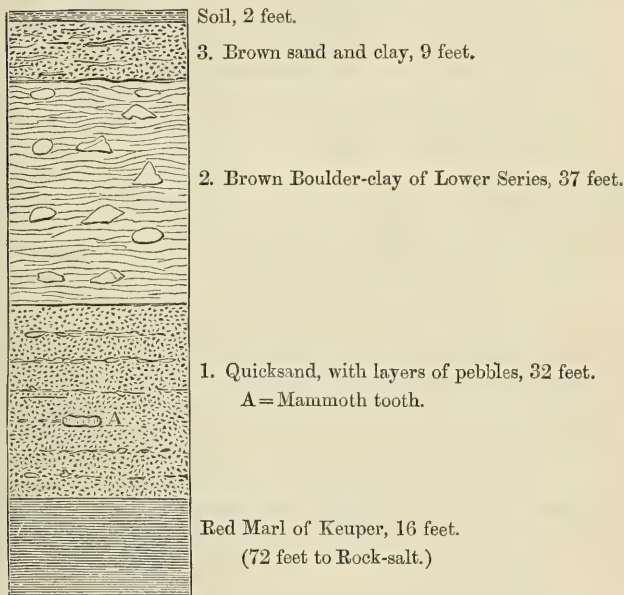 Soil, 2 feet.
3. Brown sand and clay, 9 feet.
2. Brown Boulder-clay of Lower Series, 37 feet.
1. Quicksand, with layers of pebbles, 32 feet.
A=Mammoth tooth.
A
Red Marl of Keuper, 16 feet.
(72 feet to Rock-salt.)